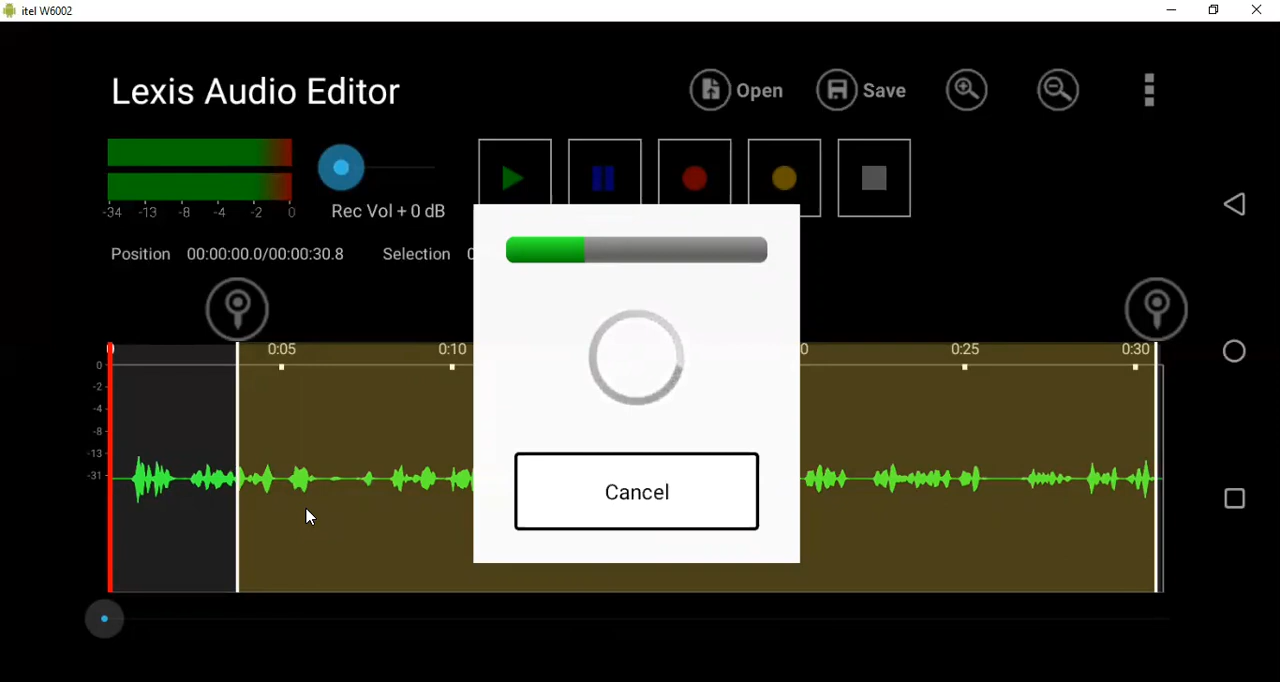 itel W6002
Lexis Audio Editor
Open
Save
-34 -13 -8 -4 -2 0
Rec Vol + 0 dB
Position 00:00:00.0/00:00:30.8 Selection
0:05 0:10 0:25 0:30
0
-2
-4
-8
-13
-31
Cancel